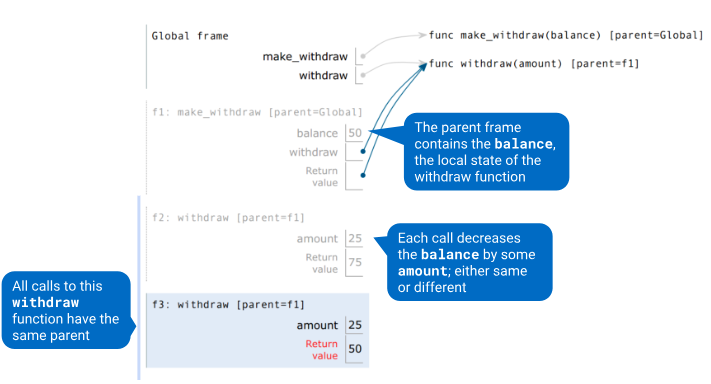 Global frame
make_withdraw
withdraw
func make_withdraw(balance) [parent=Global]
func withdraw(amount) [parent=f1]
f1: make_withdraw [parent=Global]
balance 50
withdraw
Return
value
The parent frame
contains the balance,
the local state of the
withdraw function
f2: withdraw [parent=f1]
amount 25
Return
value 75
Each call decreases
the balance by some
amount; either same
or different
All calls to this
withdraw
function have the
same parent
f3: withdraw [parent=f1]
amount 25
Return
value 50